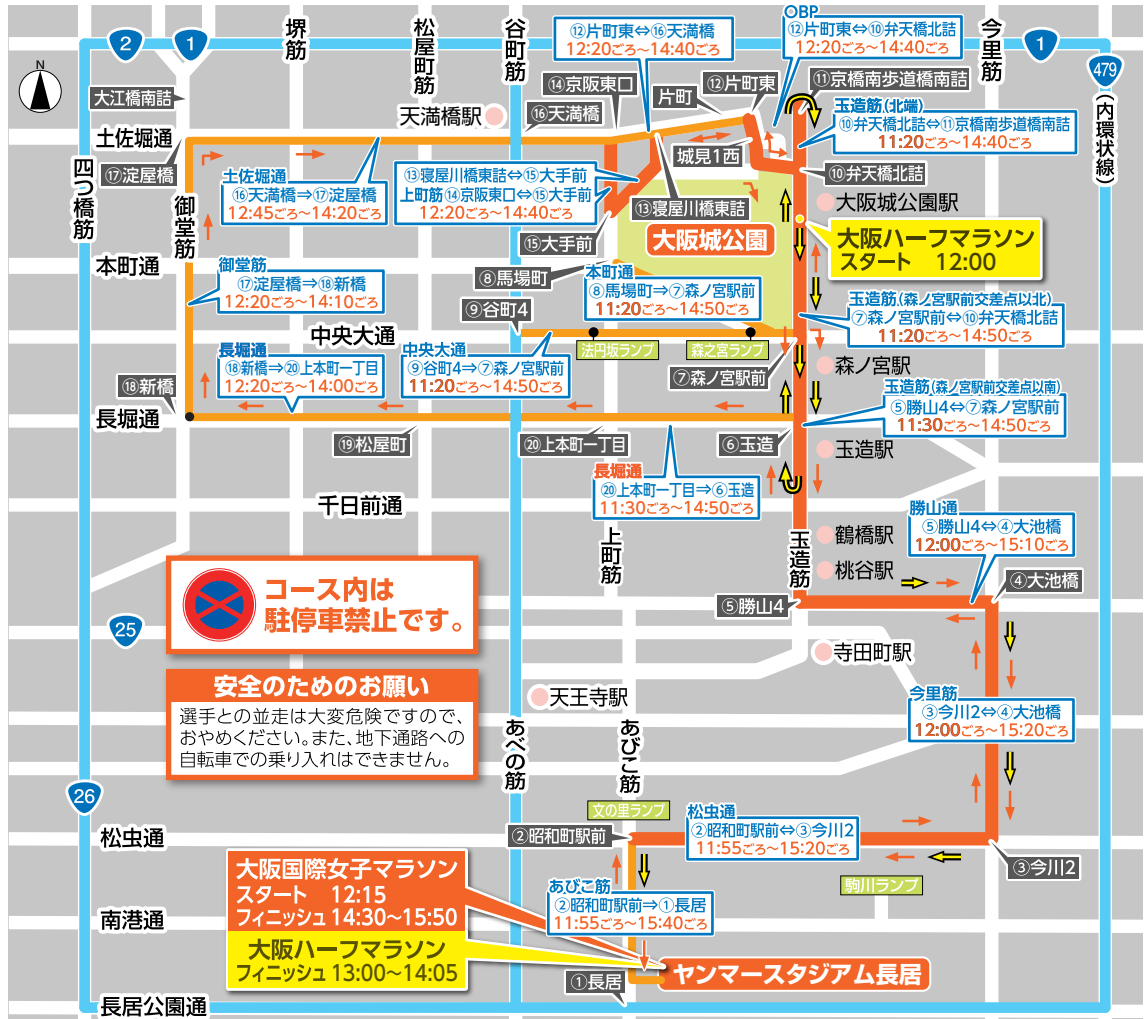 OBP
⑫片町東⇔⑯天満橋
12:20ごろ～14:40ごろ
⑫片町東⇔⑩弁天橋北詰
12:20ごろ～14:40ごろ
2
1
堺筋
松屋町筋
谷町筋
今里筋
1
479
(内環状線)
N
大江橋南詰
天満橋駅
⑭京阪東口
片町
⑫片町東
⑪京橋南歩道橋南詰
玉造筋(北端)
⑩弁天橋北詰⇔⑪京橋南歩道橋南詰
11:20ごろ～14:40ごろ
⑯天満橋
土佐堀通
城見1西
⑰淀屋橋
四つ橋筋
御堂筋
土佐堀通
⑯天満橋⇒⑰淀屋橋
12:45ごろ～14:20ごろ
⑬寝屋川橋東詰⇔⑮大手前
上町筋⑭京阪東口⇔⑮大手前
12:20ごろ～14:40ごろ
⑩弁天橋北詰
⑬寝屋川橋東詰
大阪城公園駅
⑮大手前
大阪城公園
大阪ハーフマラソン
スタート 12:00
本町通
御堂筋
⑰淀屋橋⇒⑱新橋
12:20ごろ～14:10ごろ
⑧馬場町
本町通
⑧馬場町⇒⑦森ノ宮駅前
11:20ごろ～14:50ごろ
⑨谷町4
玉造筋(森ノ宮駅前交差点以北)
⑦森ノ宮駅前⇔⑩弁天橋北詰
11:20ごろ～14:50ごろ
中央大通
法円坂ランプ
森之宮ランプ
長堀通
⑱新橋⇒⑳上本町一丁目
12:20ごろ～14:00ごろ
中央大通
⑨谷町4⇒⑦森ノ宮駅前
11:20ごろ～14:50ごろ
⑦森ノ宮駅前
森ノ宮駅
⑱新橋
玉造筋(森ノ宮駅前交差点以南)
⑤勝山4⇔⑦森ノ宮駅前
11:30ごろ～14:50ごろ
長堀通
⑲松屋町
⑳上本町一丁目
⑥玉造
玉造駅
長堀通
⑳上本町一丁目⇒⑥玉造
11:30ごろ～14:50ごろ
千日前通
上町筋
玉造筋
鶴橋駅
桃谷駅
勝山通
⑤勝山4⇔④大池橋
12:00ごろ～15:10ごろ
④大池橋
コース内は
駐停車禁止です。
⑤勝山4
25
寺田町駅
安全のためのお願い
選手との並走は大変危険ですので、
おやめください。また、地下通路への
自転車での乗り入れはできません。
天王寺駅
今里筋
③今川2⇔④大池橋
12:00ごろ～15:20ごろ
あべの筋
あびこ筋
26
文の里ランプ
松虫通
②昭和町駅前⇔③今川2
11:55ごろ～15:20ごろ
松虫通
②昭和町駅前
③今川2
駒川ランプ
大阪国際女子マラソン
スタート 12:15
フィニッシュ 14:30～15:50
あびこ筋
②昭和町駅前⇒①長居
11:55ごろ～15:40ごろ
南港通
大阪ハーフマラソン
フィニッシュ 13:00～14:05
①長居
ヤンマースタジアム長居
長居公園通